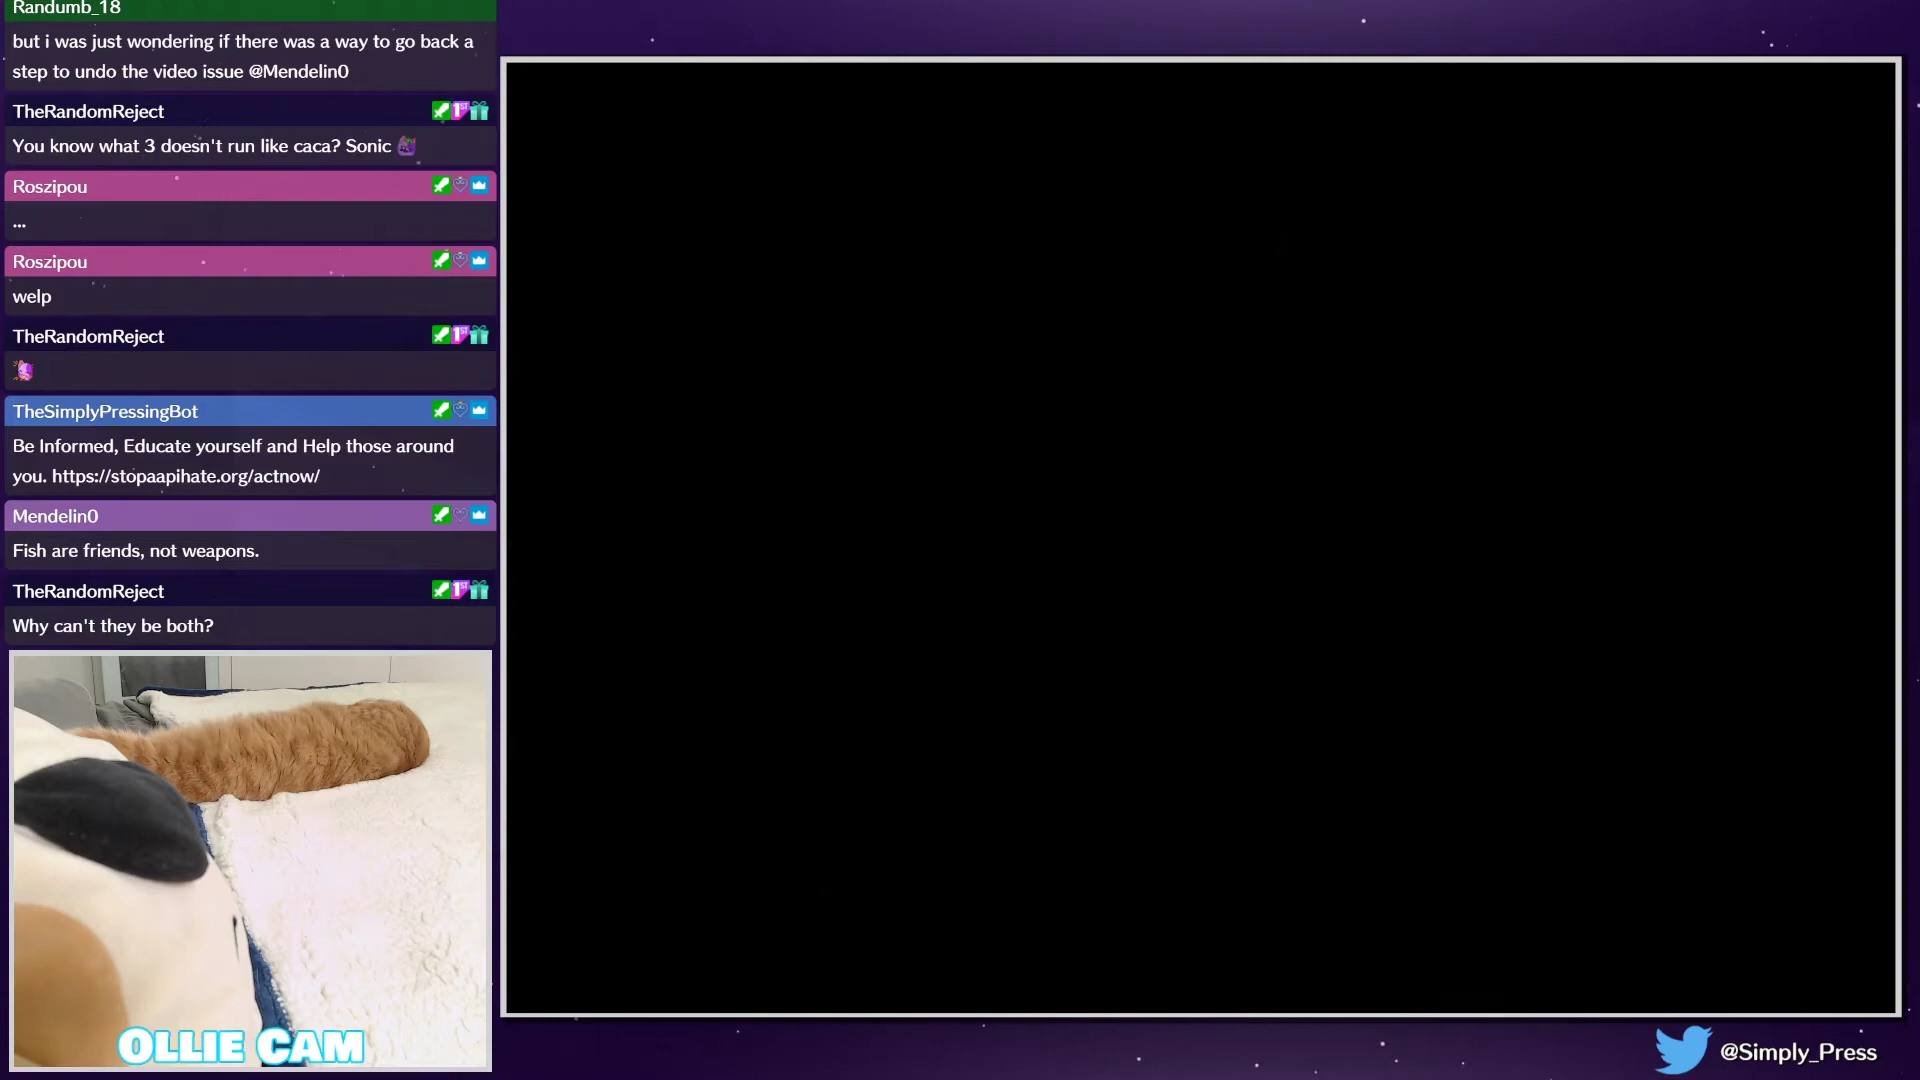 Randumb_18
but i was just wondering if there was a way to go back a
step to undo the video issue @Mendelin0
TheRandomReject
You know what 3 doesn't run like caca? Sonic
Roszipou
...
Roszipou
welp
TheRandomReject
TheSimplyPressingBot
Be Informed, Educate yourself and Help those around
you. https://stopaapihate.org/actnow/
Mendelin0
Fish are friends, not weapons.
TheRandomReject
Why can't they be both?
OLLIE CAM
@Simply_Press